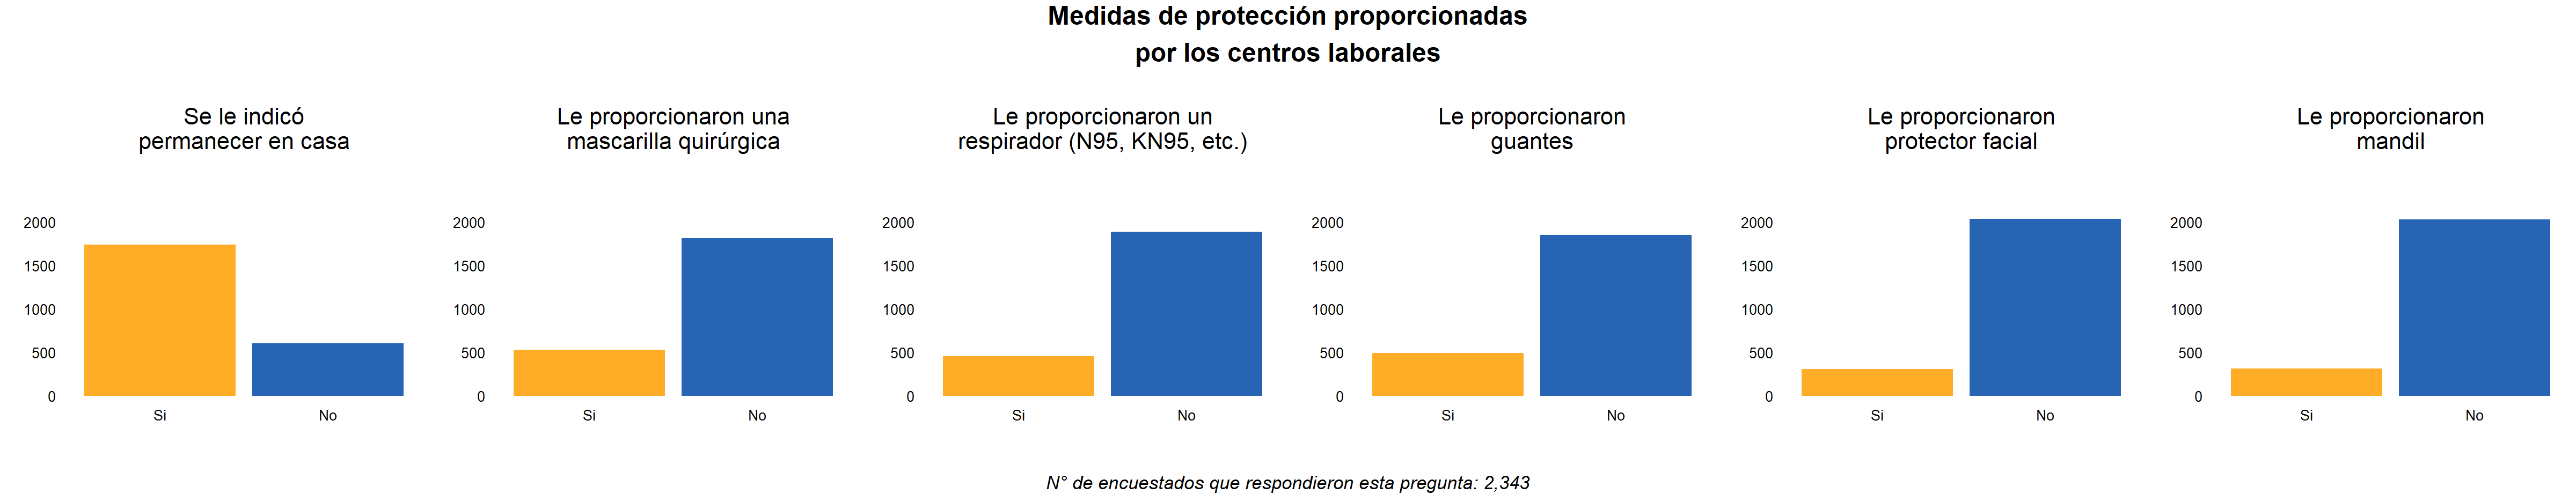 Medidas de protección proporcionadas
por los centros laborales
Se le indicó
permanecer en casa
2000
1500
1000
500
0
Si
No
Le proporcionaron una
mascarilla quirúrgica
2000
1500
1000
500
0
Si
No
Le proporcionaron un
respirador (N95, KN95, etc.)
2000
1500
1000
500
0
Si
No
Le proporcionaron
guantes
2000
1500
1000
500
0
Si
No
Le proporcionaron
protector facial
2000
1500
1000
500
0
Si
No
Le proporcionaron
mandil
2000
1500
1000
500
0
Si
No
N° de encuestados que respondieron esta pregunta: 2,343